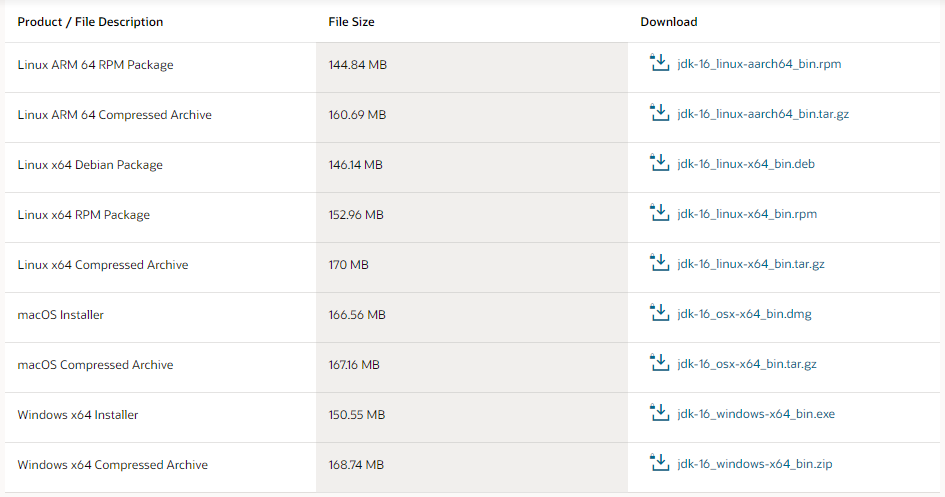 Product / File Description File Size Download
Linux ARM 64 RPM Package 144.84 MB jdk-16_linux-aarch64_bin.rpm
Linux ARM 64 Compressed Archive 160.69 MB jdk-16_linux-aarch64_bin.tar.gz
Linux x64 Debian Package 146.14 MB jdk-16_linux-x64_bin.deb
Linux x64 RPM Package 152.96 MB jdk-16_linux-x64_bin.rpm
Linux x64 Compressed Archive 170 MB jdk-16_linux-x64_bin.tar.gz
macOS Installer 166.56 MB jdk-16_osx-x64_bin.dmg
macOS Compressed Archive 167.16 MB jdk-16_osx-x64_bin.tar.gz
Windows x64 Installer 150.55 MB jdk-16_windows-x64_bin.exe
Windows x64 Compressed Archive 168.74 MB jdk-16_windows-x64_bin.zip